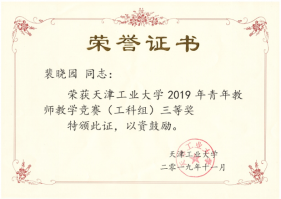 荣誉证书
裴晓园 同志:
荣获天津工业大学 2019 年青年教
师教学竞赛（工科组）三等奖
特颁此证，以资鼓励。
天津工业大学
二〇一九年十一月